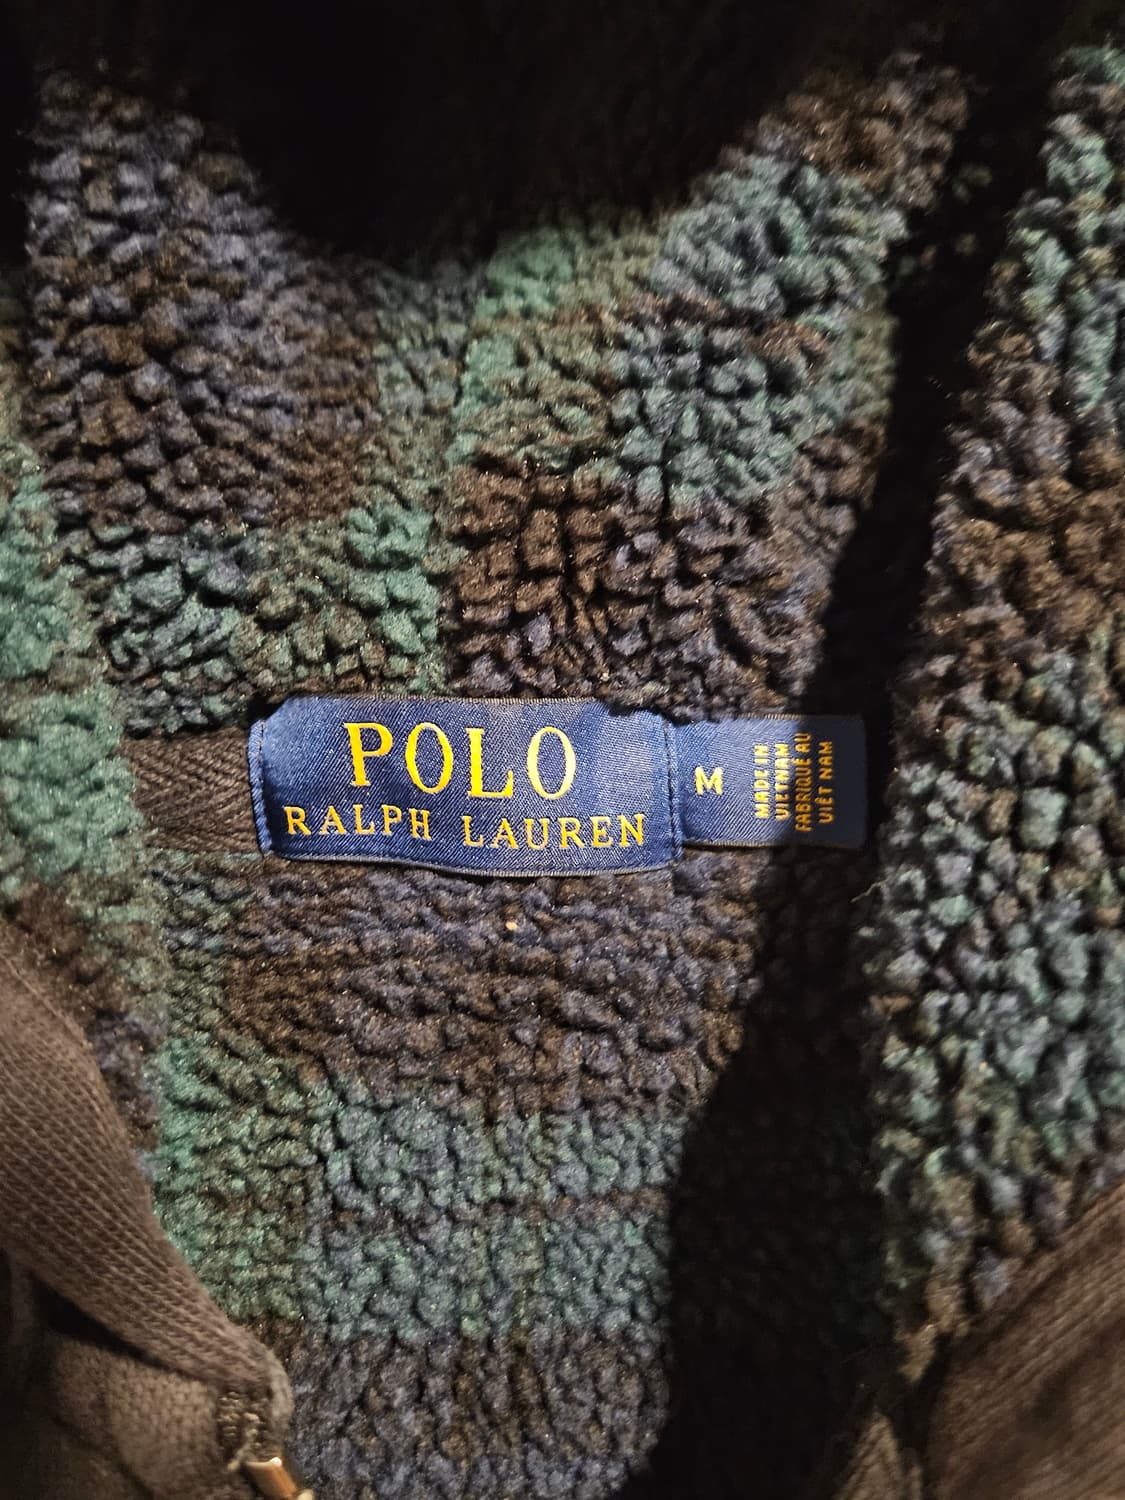 POLO
RALPH LAUREN
M
MADE IN
VIETNAM
FABRIQUÉ AU
VIÊT NAM